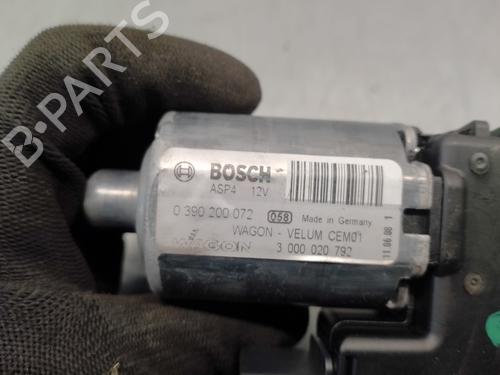 BOSCH
ASP4 12V
0 390 200 072 058 Made in Germany
WAGON - VELUM CEM01
WAGON 3 000 020 792
11 06 08 1
B-PARTS